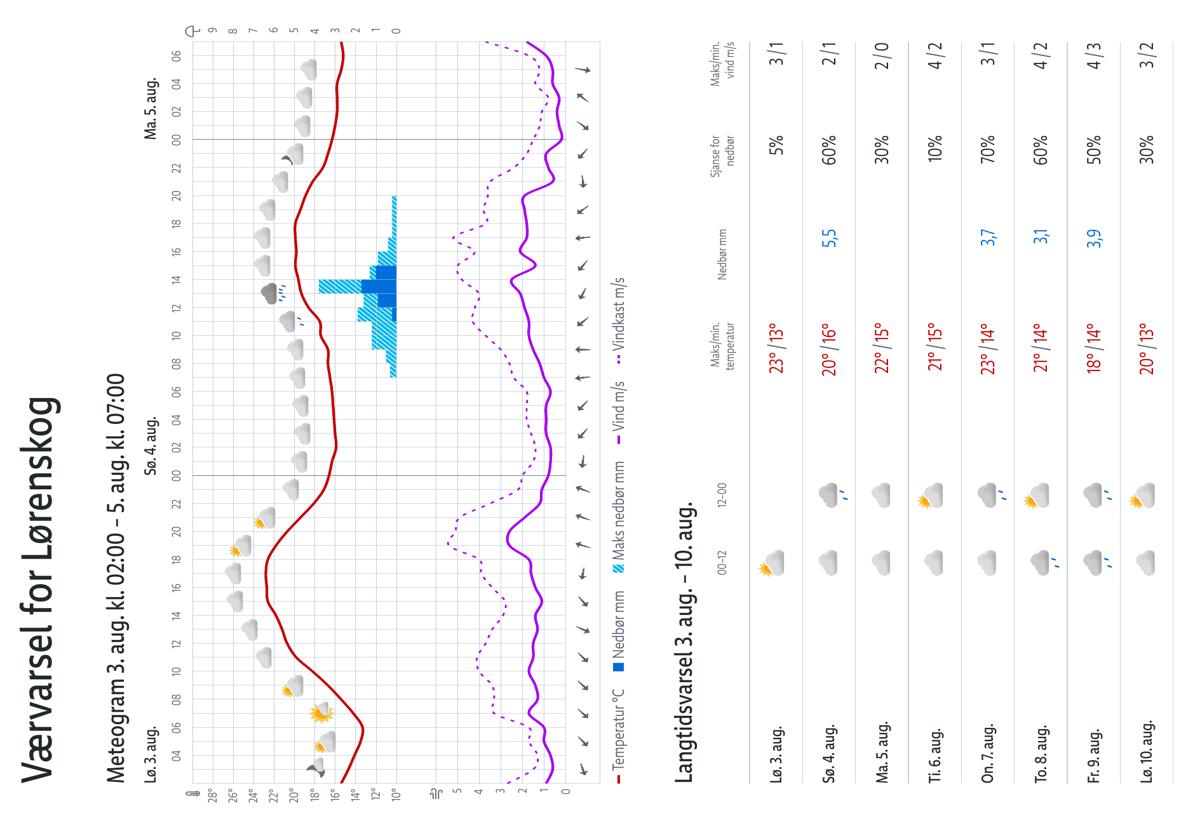 Værvarsel for Lørenskog
Meteogram 3. aug. kl. 02:00 – 5. aug. kl. 07:00
Lø. 3. aug. Sø. 4. aug. Ma. 5. aug.
04 06 08 10 12 14 16 18 20 22 00 02 04 06 08 10 12 14 16 18 20 22 00 02 04 06
28° 9
26° 8
24° 7
22° 6
20° 5
18° 4
16° 3
14° 2
12° 1
10° 0
5
4
3
2
1
0
Temperatur °C Nedbør mm Maks nedbør mm Vind m/s Vindkast m/s
Langtidsvarsel 3. aug. – 10. aug.
00-12 12-00 Maks/min. temperatur Nedbør mm Sjanse for nedbør Maks/min. vind m/s
Lø. 3. aug. 23° / 13° 5% 3 / 1
Sø. 4. aug. 20° / 16° 5,5 60% 2 / 1
Ma. 5. aug. 22° / 15° 30% 2 / 0
Ti. 6. aug. 21° / 15° 10% 4 / 2
On. 7. aug. 23° / 14° 3,7 70% 3 / 1
To. 8. aug. 21° / 14° 3,1 60% 4 / 2
Fr. 9. aug. 18° / 14° 3,9 50% 4 / 3
Lø. 10. aug. 20° / 13° 30% 3 / 2